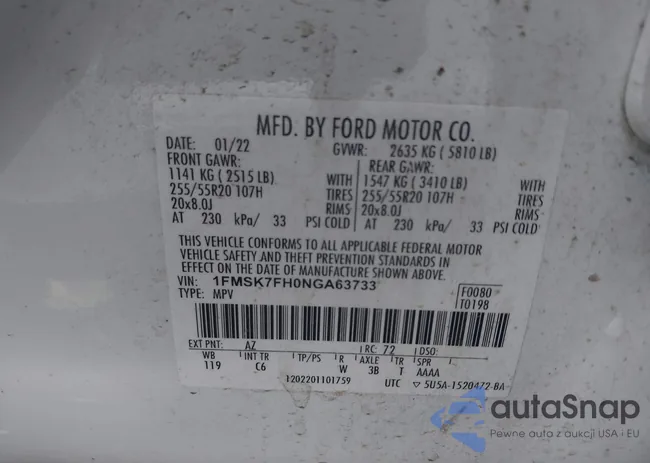 MFD. BY FORD MOTOR CO.
DATE: 01/22 GVWR: 2635 KG ( 5810 LB)
FRONT GAWR: REAR GAWR:
1141 KG ( 2515 LB) WITH 1547 KG ( 3410 LB) WITH
255/55R20 107H TIRES 255/55R20 107H TIRES
20x8.0J RIMS 20x8.0J RIMS
AT 230 kPa/ 33 PSI COLD AT 230 kPa/ 33 PSI COLD
THIS VEHICLE CONFORMS TO ALL APPLICABLE FEDERAL MOTOR
VEHICLE SAFETY AND THEFT PREVENTION STANDARDS IN
EFFECT ON THE DATE OF MANUFACTURE SHOWN ABOVE.
VIN: 1FMSK7FH0NGA63733 F0080
TYPE: MPV T0198
EXT PNT: AZ RC: 72 DSO:
WB INT TR TP/PS R AXLE TR SPR
119 C6 W 3B T AAAA
1202201101759 UTC ▽ 5U5A-1520472-BA
autaSnap
Pewne auta z aukcji USA i EU